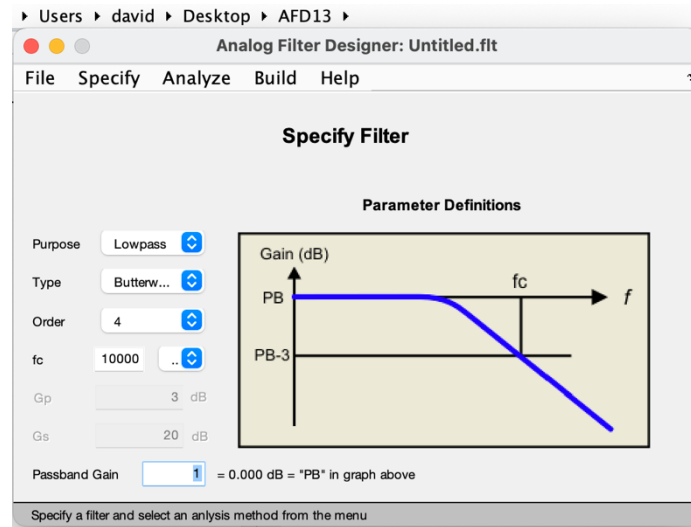 Users ▸ david ▸ Desktop ▸ AFD13 ▸
Analog Filter Designer: Untitled.flt
File Specify Analyze Build Help
Specify Filter
Parameter Definitions
Purpose Lowpass
Type Butterw...
Order 4
fc 10000 ..
Gp 3 dB
Gs 20 dB
Gain (dB)
PB
fc
f
PB-3
Passband Gain 1 = 0.000 dB = "PB" in graph above
Specify a filter and select an anlysis method from the menu